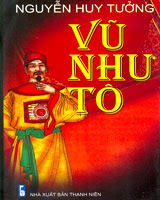 NGUYỄN HUY TƯỞNG
VŨ
NHƯ
TÔ
NHÀ XUẤT BẢN THANH NIÊN